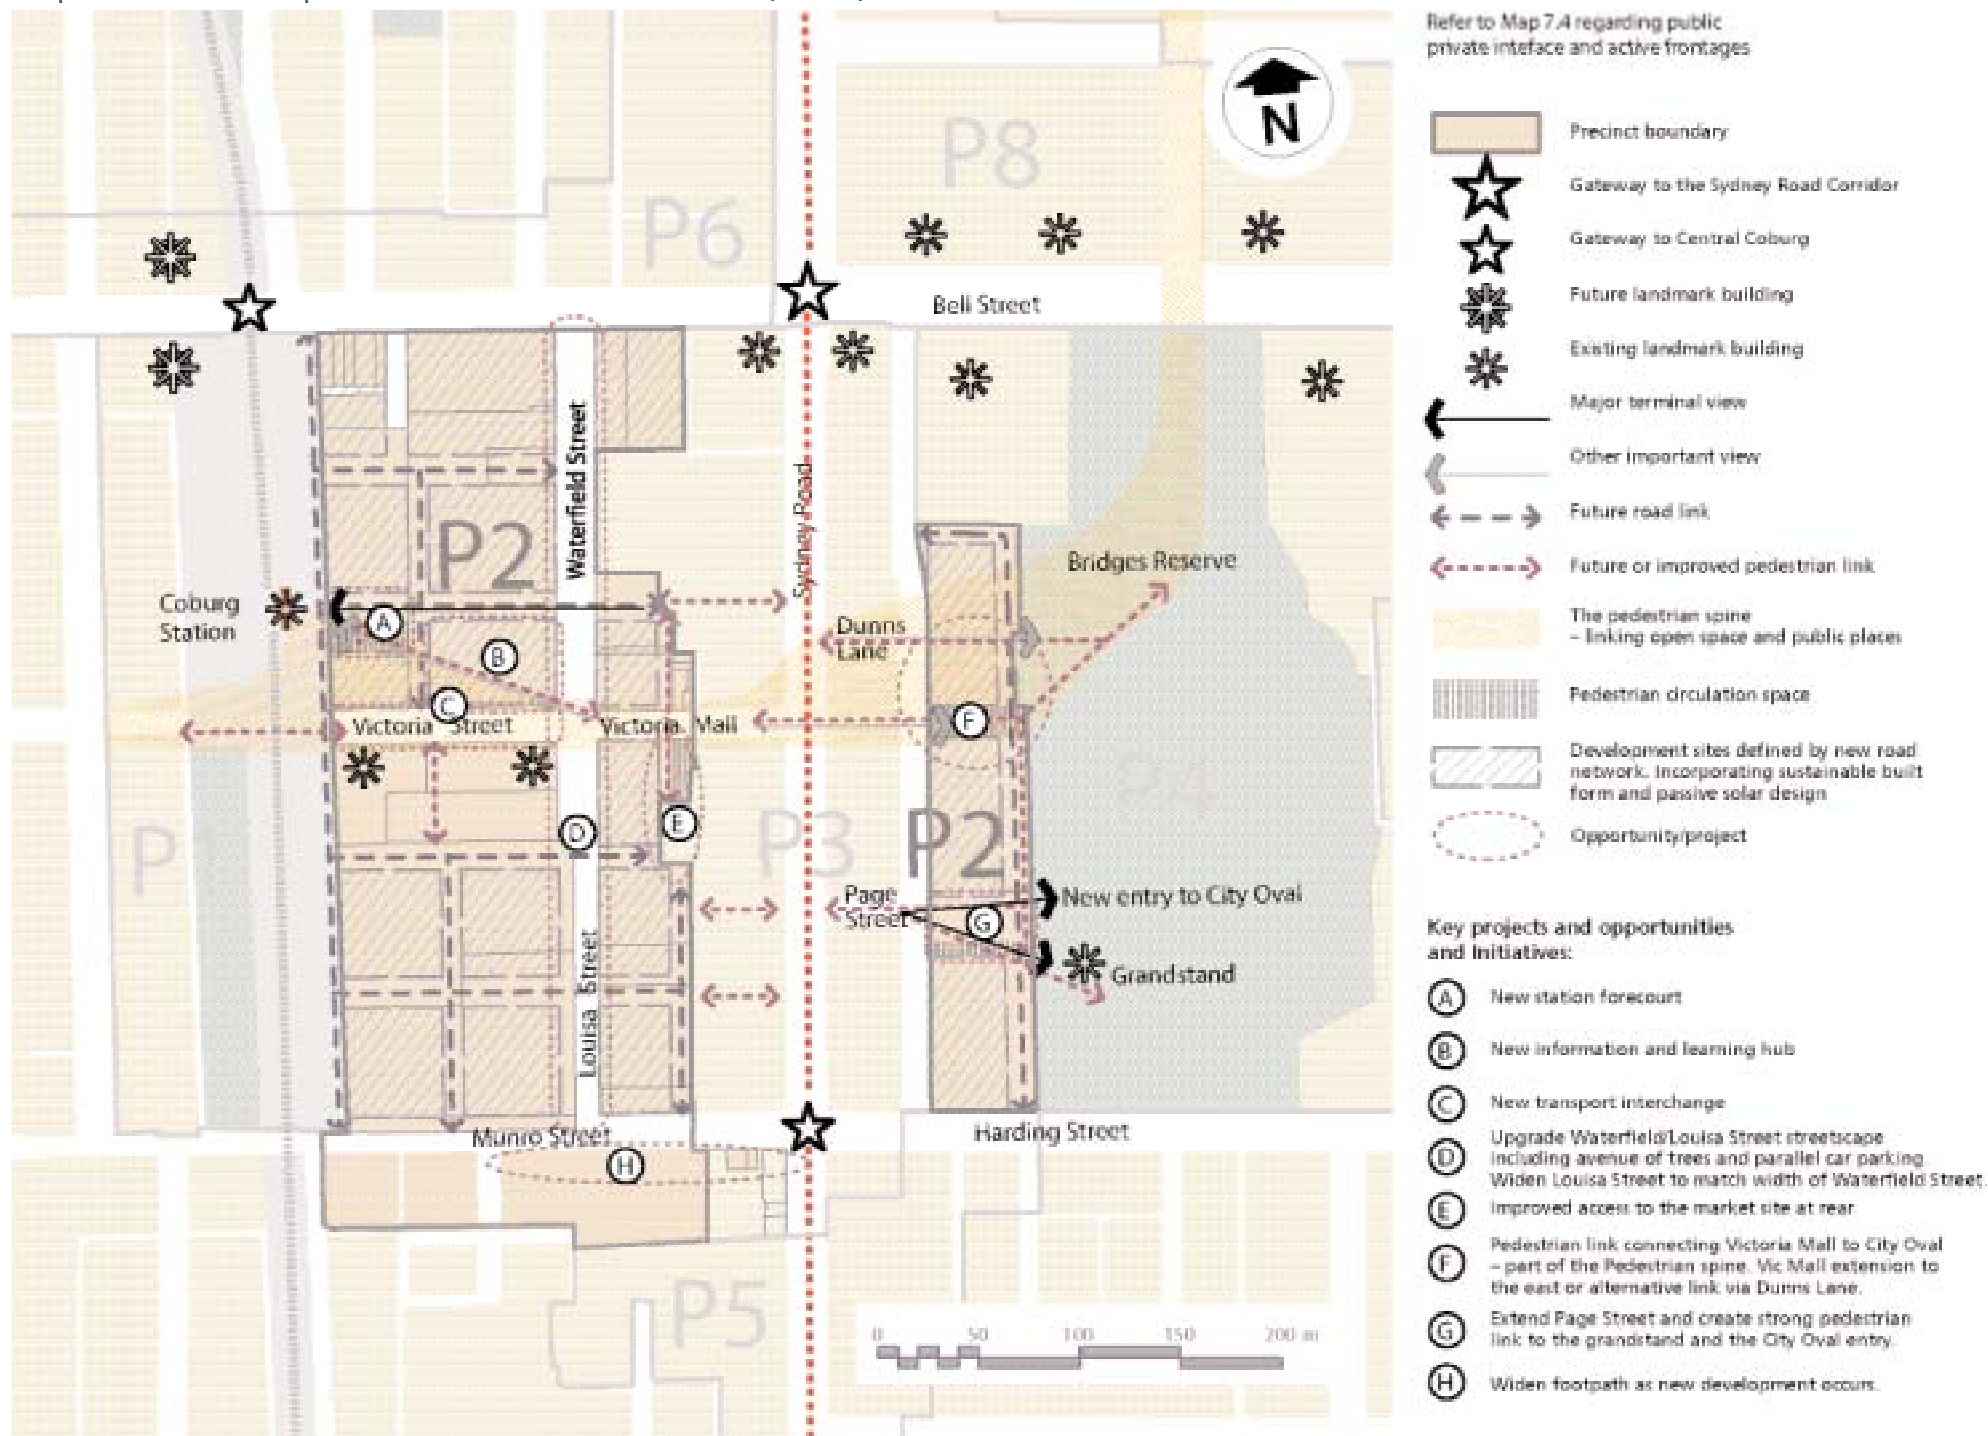 P6
P8
N
Bell Street
Waterfield Street
Sydney Road
P2
Coburg
Station
A
B
C
Victoria Street
Victoria Mall
Dunns
Lane
Bridges Reserve
F
D
E
P3
P2
Page
Street
New entry to City Oval
G
Grandstand
Louisa Street
Munro Street
Harding Street
H
P5
0 50 100 150 200 m
Refer to Map 7.4 regarding public
private inteface and active frontages
Precinct boundary
Gateway to the Sydney Road Corridor
Gateway to Central Coburg
Future landmark building
Existing landmark building
Major terminal view
Other important view
Future road link
Future or improved pedestrian link
The pedestrian spine
– linking open space and public places
Pedestrian circulation space
Development sites defined by new road
network. Incorporating sustainable built
form and passive solar design
Opportunity/project
Key projects and opportunities
and Initiatives:
A New station forecourt
B New information and learning hub
C New transport interchange
D Upgrade Waterfield/Louisa Street streetscape
including avenue of trees and parallel car parking
Widen Louisa Street to match width of Waterfield Street
E Improved access to the market site at rear
F Pedestrian link connecting Victoria Mall to City Oval
– part of the Pedestrian spine. Vic Mall extension to
the east or alternative link via Dunns Lane.
G Extend Page Street and create strong pedestrian
link to the grandstand and the City Oval entry.
H Widen footpath as new development occurs.